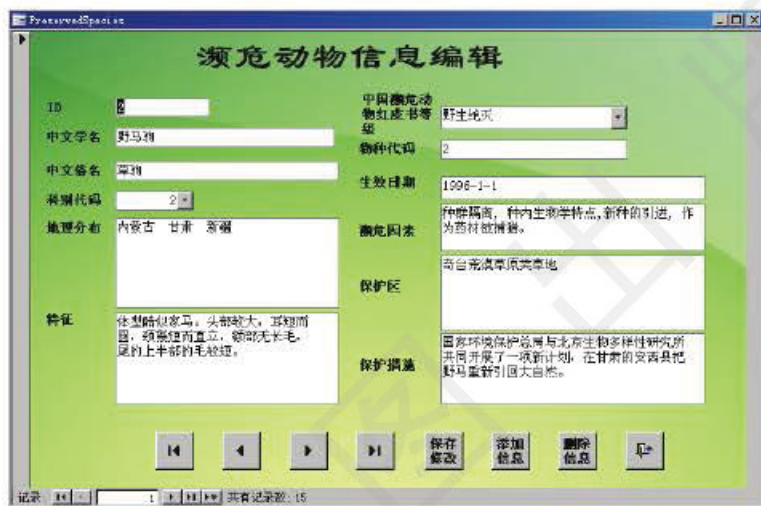 PreservedSpecies
濒危动物信息编辑
ID
2
中文学名
野马狗
中文俗名
草狗
类别代码
2
地理分布
内蒙古 甘肃 新疆
特征
体型酷似家马。头部较大。耳短而
圆，颈鬃短而直立，额部无长毛。
尾的上半部的毛较短。
中国濒危动
物红皮书等
级
野生绝灭
物种代码
2
生效日期
1996-1-1
濒危因素
种群隔离, 种内生物学特点,新种的引进, 作
为药材被捕猎。
保护区
奇台荒漠草原类草地
保护措施
国家环境保护总局与北京生物多样性研究所
共同开展了一项新计划，在甘肃的安西县把
野马重新引回大自然。
保存
修改
添加
信息
删除
信息
记录:
1
共有记录数: 15